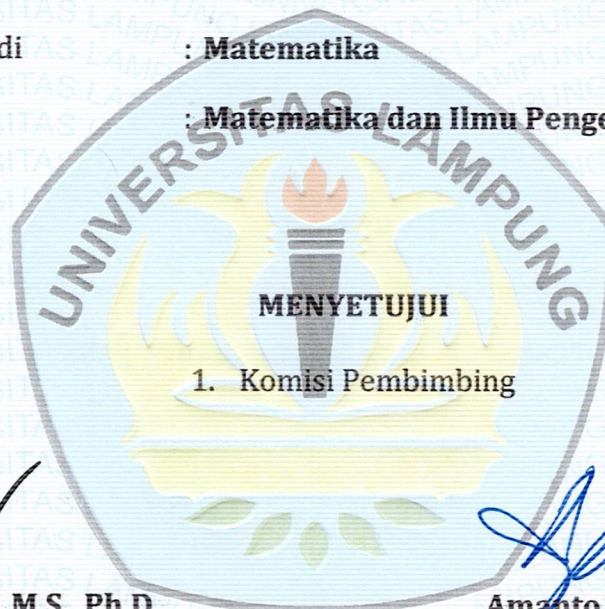 di : Matematika
: Matematika dan Ilmu Penge
UNIVERSITAS LAMPUNG
MENYETUJUI
1. Komisi Pembimbing
M.S., Ph.D. Amanto